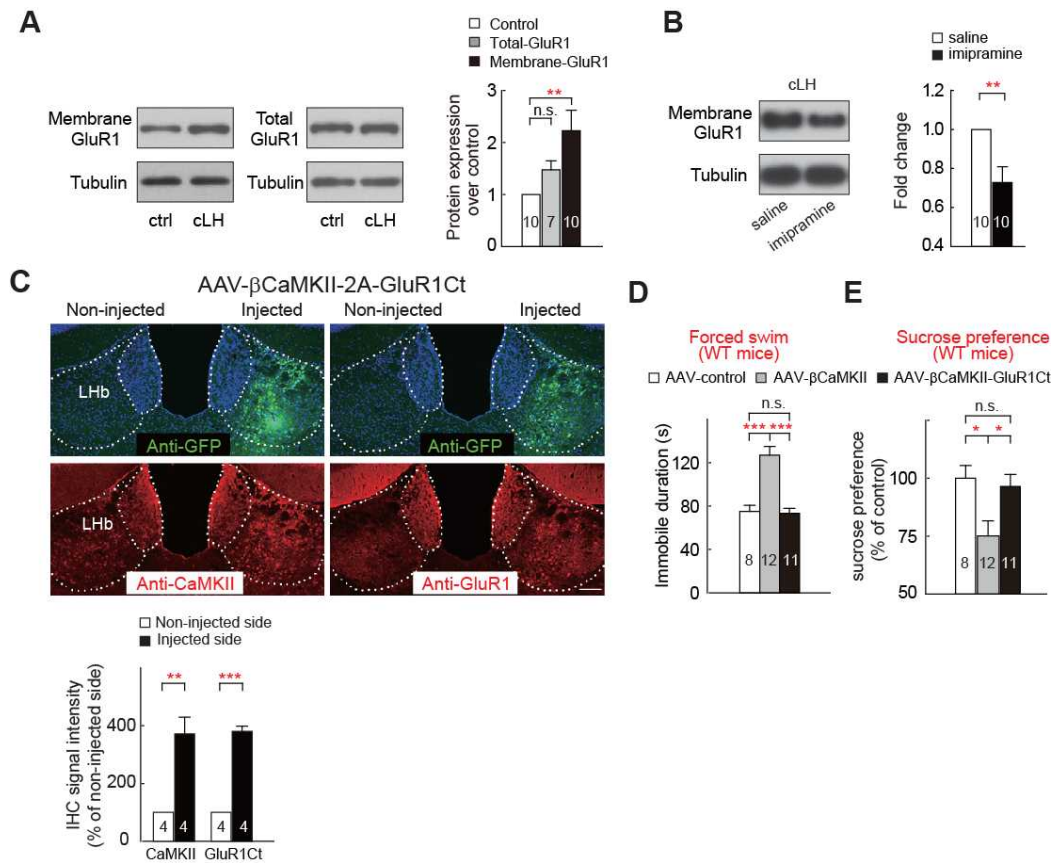 A
Control
Total-GluR1
Membrane-GluR1
Membrane
GluR1
Total
GluR1
Tubulin
Tubulin
ctrl
cLH
ctrl
cLH
Protein expression
over control
3
2
1
0
**
n.s.
10
7
10
B
saline
imipramine
cLH
Membrane
GluR1
Tubulin
saline
imipramine
Fold change
1.2
1.0
0.8
0.6
0.4
**
10
10
C
AAV-βCaMKII-2A-GluR1Ct
Non-injected
Injected
Non-injected
Injected
LHb
Anti-GFP
Anti-GFP
LHb
Anti-CaMKII
Anti-GluR1
Non-injected side
Injected side
IHC signal intensity
(% of non-injected side)
400
200
0
**
***
4
4
4
4
CaMKII
GluR1Ct
D
E
Forced swim
(WT mice)
Sucrose preference
(WT mice)
AAV-control
AAV-βCaMKII
AAV-βCaMKII-GluR1Ct
Immobile duration (s)
120
80
40
0
n.s.
***
***
8
12
11
sucrose preference
(% of control)
100
75
50
n.s.
*
*
8
12
11